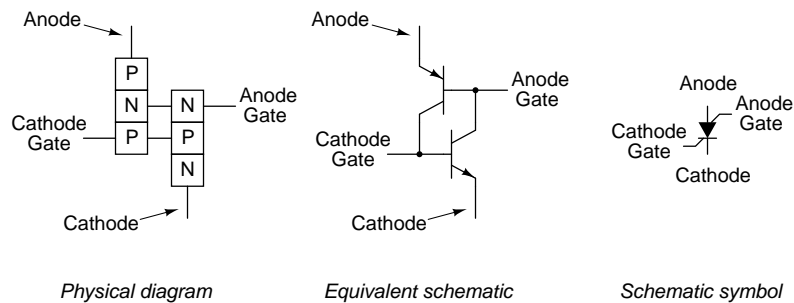 Anode
P
N
N
P
P
N
Anode
Gate
Cathode
Gate
Cathode
Physical diagram
Anode
Anode
Gate
Cathode
Gate
Cathode
Equivalent schematic
Anode
Anode
Gate
Cathode
Gate
Cathode
Schematic symbol